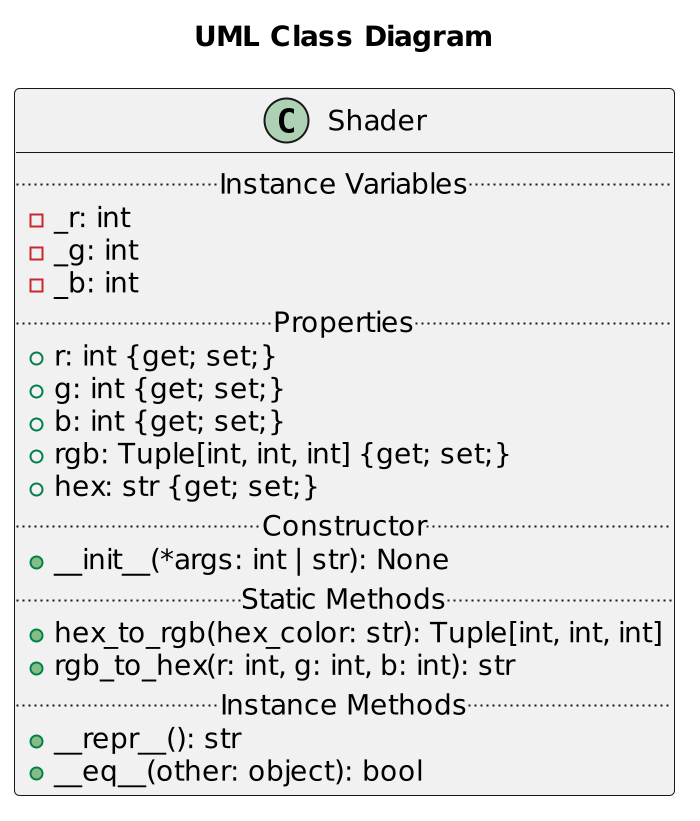 UML Class Diagram
C Shader
Instance Variables
_r: int
_g: int
_b: int
Properties
r: int {get; set;}
g: int {get; set;}
b: int {get; set;}
rgb: Tuple[int, int, int] {get; set;}
hex: str {get; set;}
Constructor
__init__(*args: int | str): None
Static Methods
hex_to_rgb(hex_color: str): Tuple[int, int, int]
rgb_to_hex(r: int, g: int, b: int): str
Instance Methods
__repr__(): str
__eq__(other: object): bool